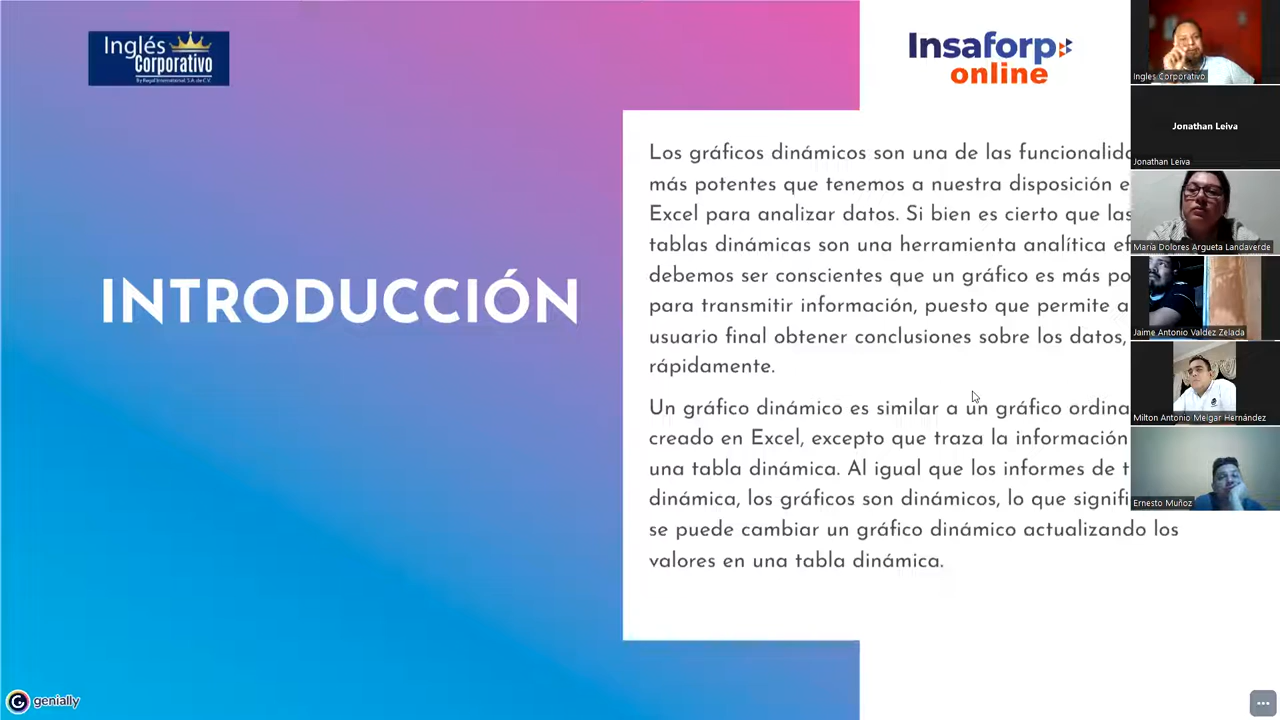 Inglés
Corporativo
By Regal International, S.A. de C.V.
Insaforp
online
INTRODUCCIÓN
Los gráficos dinámicos son una de las
más potentes que tenemos a nuestra disposición
Excel para analizar datos. Si bien es cierto que las
tablas dinámicas son una herramienta analítica
debemos ser conscientes que un gráfico es más
para transmitir información, puesto que permite
usuario final obtener conclusiones sobre los datos,
rápidamente.
Un gráfico dinámico es similar a un gráfico
creado en Excel, excepto que traza la información
una tabla dinámica. Al igual que los informes de
dinámica, los gráficos son dinámicos, lo que
se puede cambiar un gráfico dinámico actualizando los
valores en una tabla dinámica.
Ingles Corporativo
Jonathan Leiva
Jonathan Leiva
María Dolores Argueta Landaverde
Jaime Antonio Valdez Zelada
Milton Antonio Melgar Hernández
Ernesto Muñoz
genially